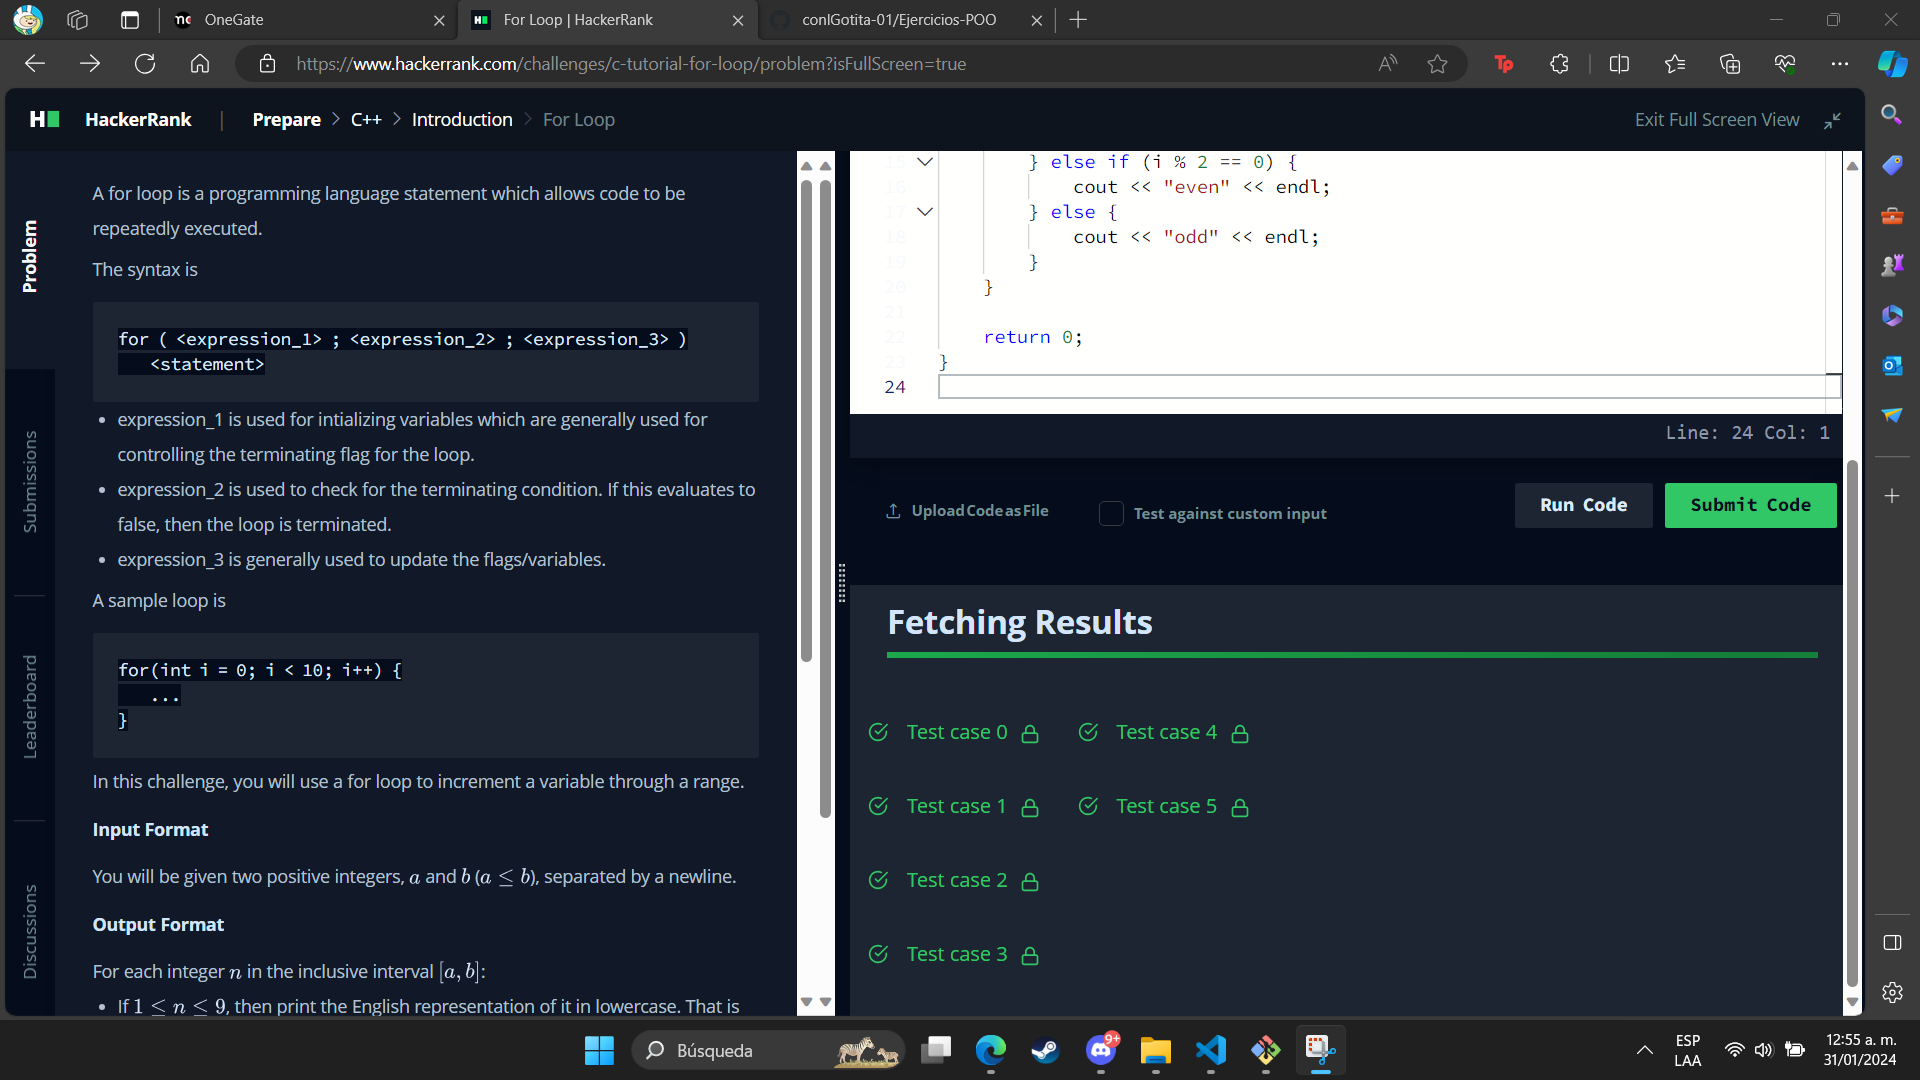 OneGate
For Loop | HackerRank
conlGotita-01/Ejercicios-POO
https://www.hackerrank.com/challenges/c-tutorial-for-loop/problem?isFullScreen=true
HackerRank | Prepare > C++ > Introduction > For Loop
Exit Full Screen View
Problem
Submissions
Leaderboard
Discussions
A for loop is a programming language statement which allows code to be
repeatedly executed.
The syntax is
for ( <expression_1> ; <expression_2> ; <expression_3> )
<statement>
• expression_1 is used for intializing variables which are generally used for
controlling the terminating flag for the loop.
• expression_2 is used to check for the terminating condition. If this evaluates to
false, then the loop is terminated.
• expression_3 is generally used to update the flags/variables.
A sample loop is
for(int i = 0; i < 10; i++) {
...
}
In this challenge, you will use a for loop to increment a variable through a range.
Input Format
You will be given two positive integers, a and b (a ≤ b), separated by a newline.
Output Format
For each integer n in the inclusive interval [a, b]:
• If 1 ≤ n ≤ 9, then print the English representation of it in lowercase. That is
15 } else if (i % 2 == 0) {
16 cout << "even" << endl;
17 } else {
18 cout << "odd" << endl;
19 }
20 }
21
22 return 0;
23 }
24
Line: 24 Col: 1
Upload Code as File
Test against custom input
Run Code
Submit Code
Fetching Results
Test case 0
Test case 4
Test case 1
Test case 5
Test case 2
Test case 3
Búsqueda
9+
ESP
LAA
12:55 a. m.
31/01/2024